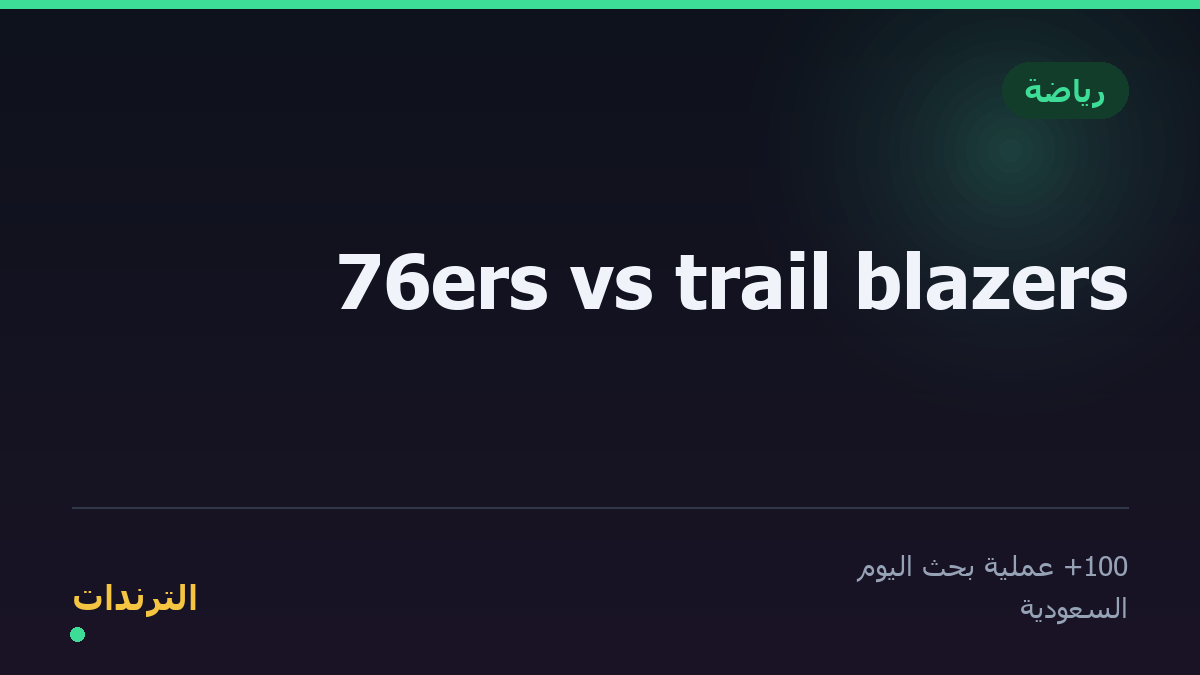 رياضة
76ers vs trail blazers
+100 عملية بحث اليوم
السعودية
الترندات